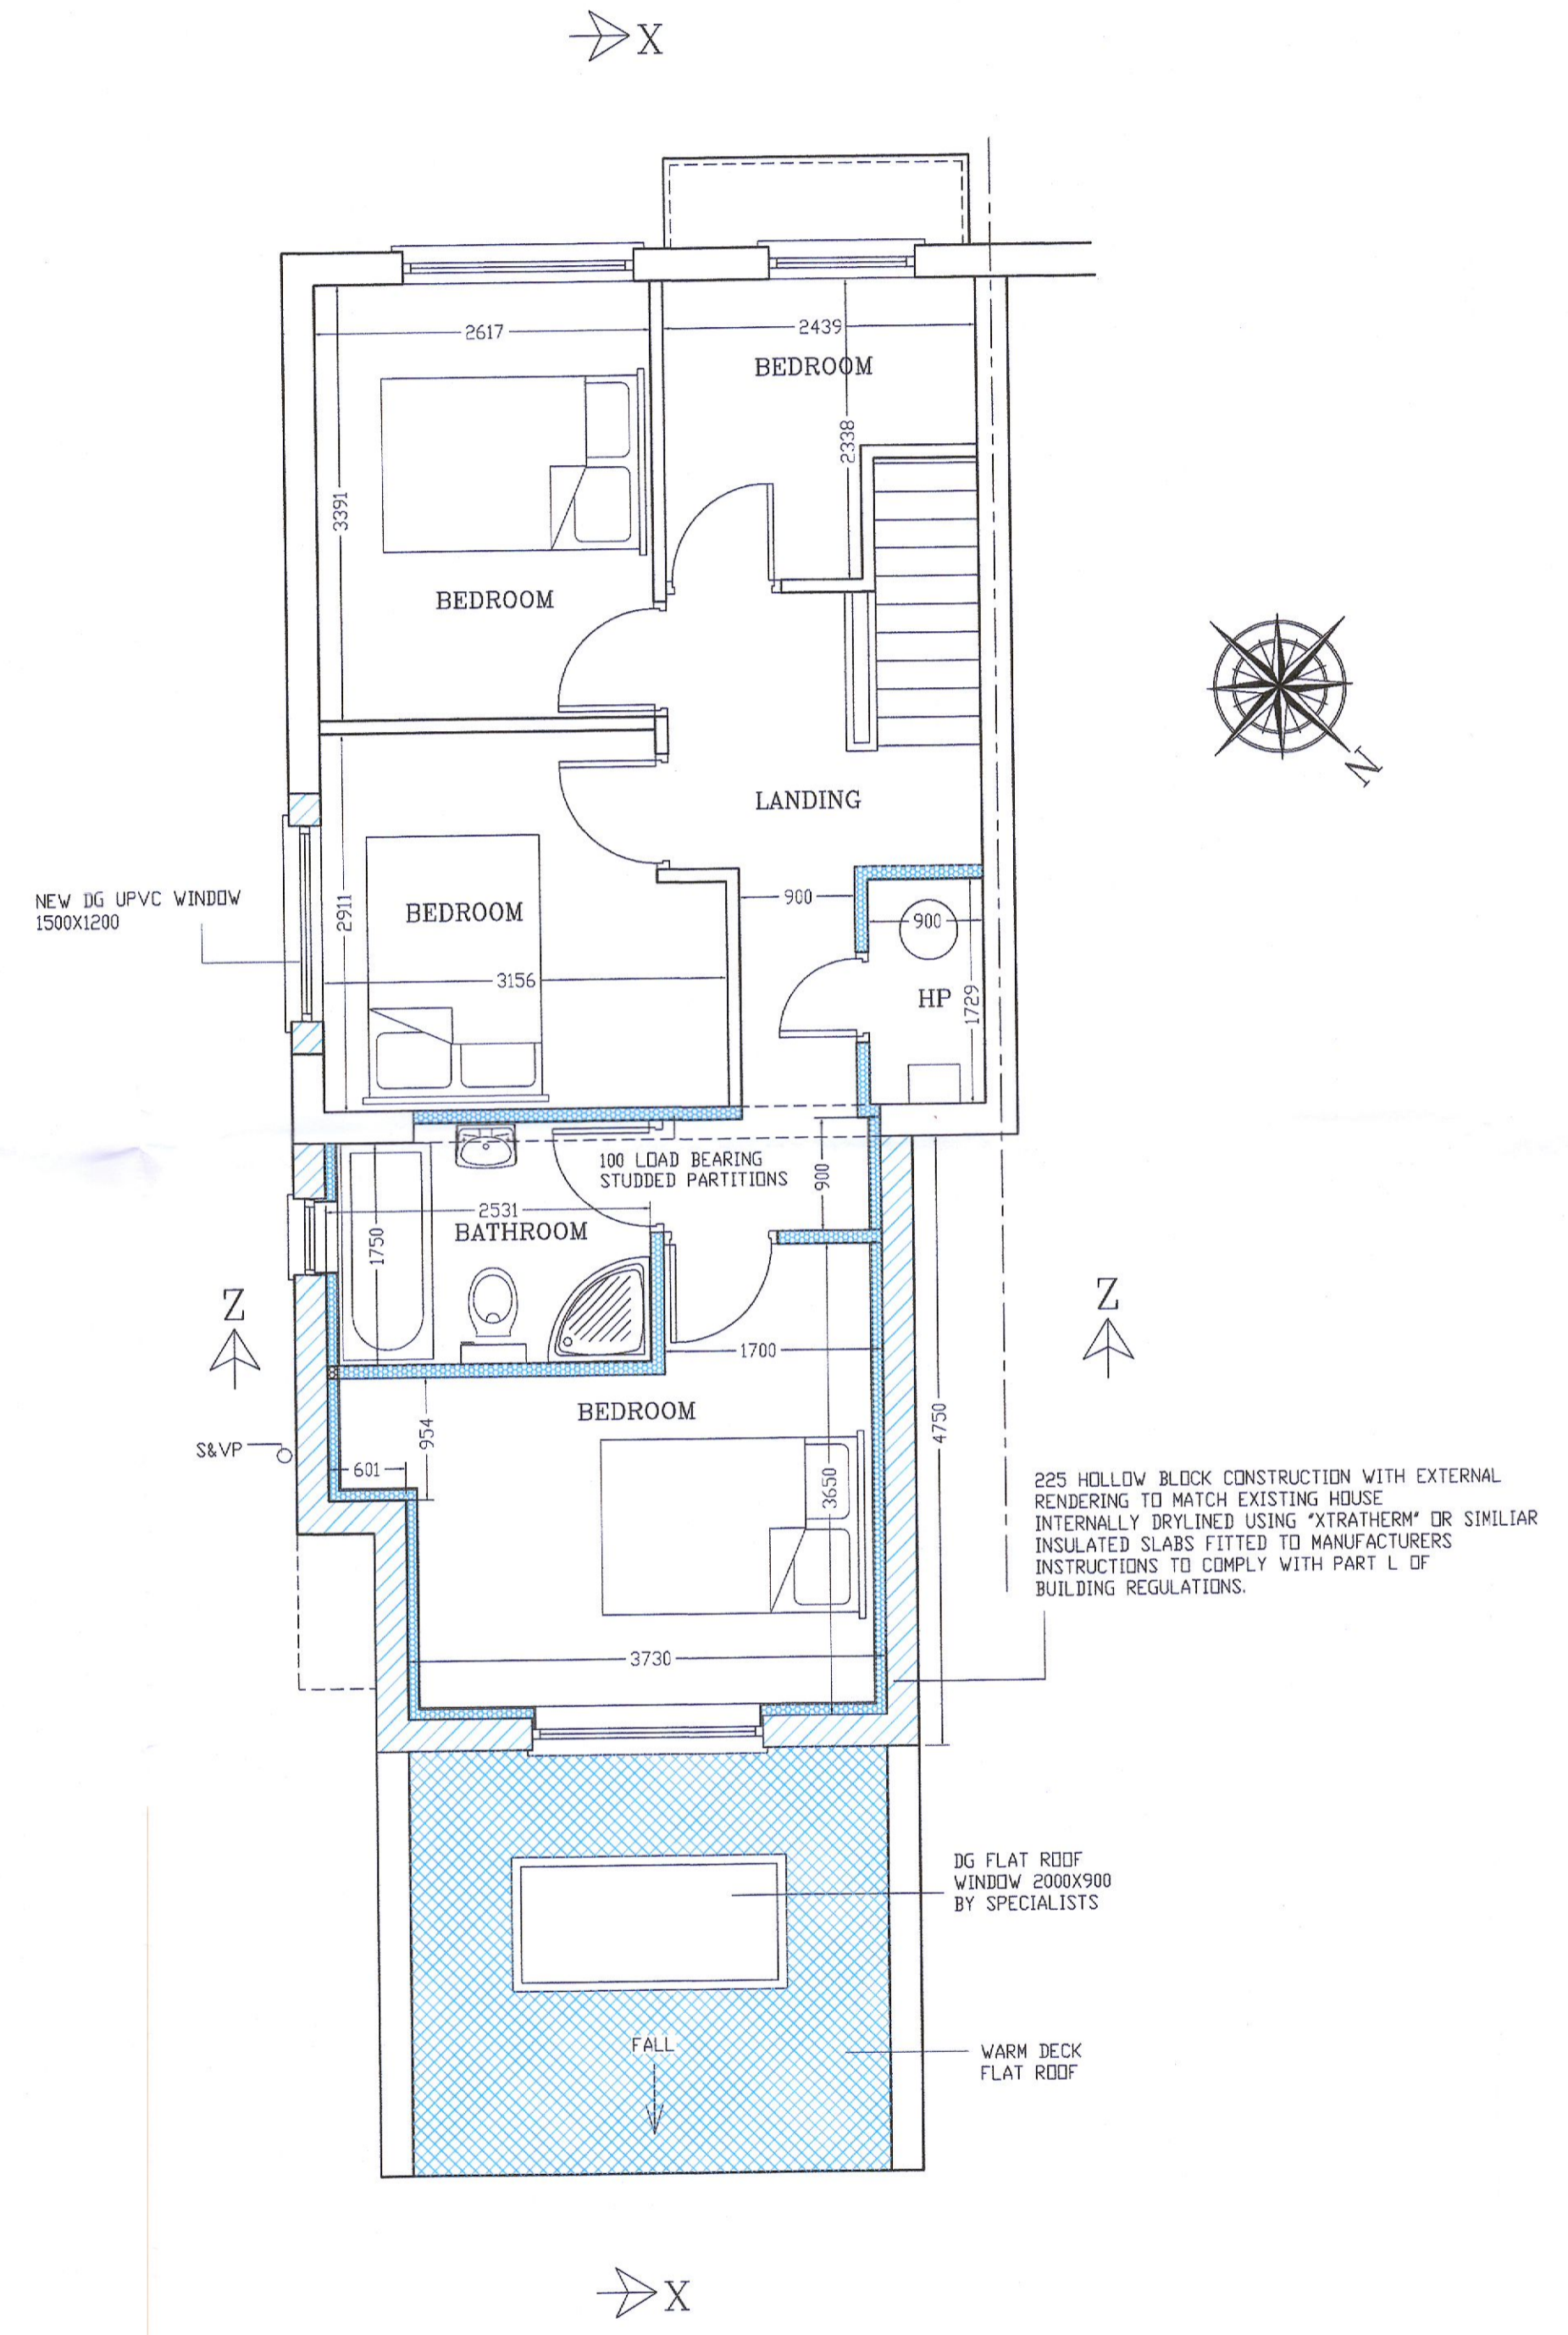 X
2617
2439
BEDROOM
2338
3391
BEDROOM
N
LANDING
NEW DG UPVC WINDOW
1500X1200
2911
BEDROOM
900
900
3156
HP
1729
100 LOAD BEARING
STUDDED PARTITIONS
900
2531
BATHROOM
1750
Z
Z
1700
BEDROOM
954
4750
S&VP
601
3650
225 HOLLOW BLOCK CONSTRUCTION WITH EXTERNAL
RENDERING TO MATCH EXISTING HOUSE
INTERNALLY DRYLINED USING "XTRATHERM" OR SIMILIAR
INSULATED SLABS FITTED TO MANUFACTURERS
INSTRUCTIONS TO COMPLY WITH PART L OF
BUILDING REGULATIONS.
3730
DG FLAT ROOF
WINDOW 2000X900
BY SPECIALISTS
FALL
WARM DECK
FLAT ROOF
X